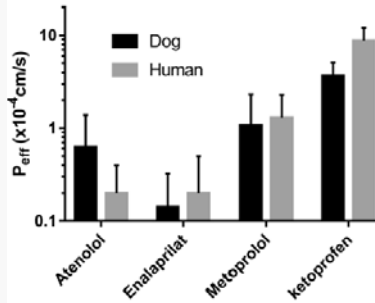 10
1
0.1
Peff (x10-4cm/s)
Dog
Human
Atenolol
Enalaprilat
Metoprolol
ketoprofen